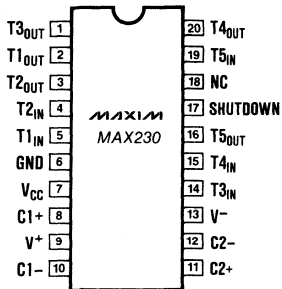 T3OUT 1 20 T4OUT
T1OUT 2 19 T5IN
T2OUT 3 18 NC
T2IN 4 17 SHUTDOWN
MAXIM
T1IN 5 MAX230 16 T5OUT
GND 6 15 T4IN
VCC 7 14 T3IN
C1+ 8 13 V−
V+ 9 12 C2−
C1− 10 11 C2+